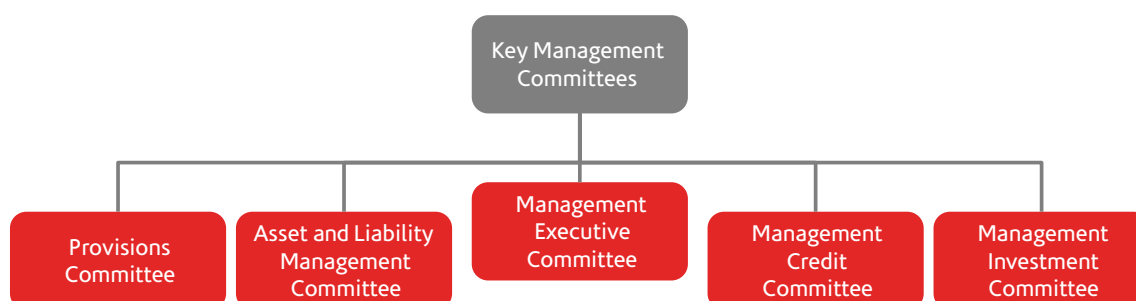 Key Management
Committees
Provisions
Committee
Asset and Liability
Management
Committee
Management
Executive
Committee
Management
Credit
Committee
Management
Investment
Committee